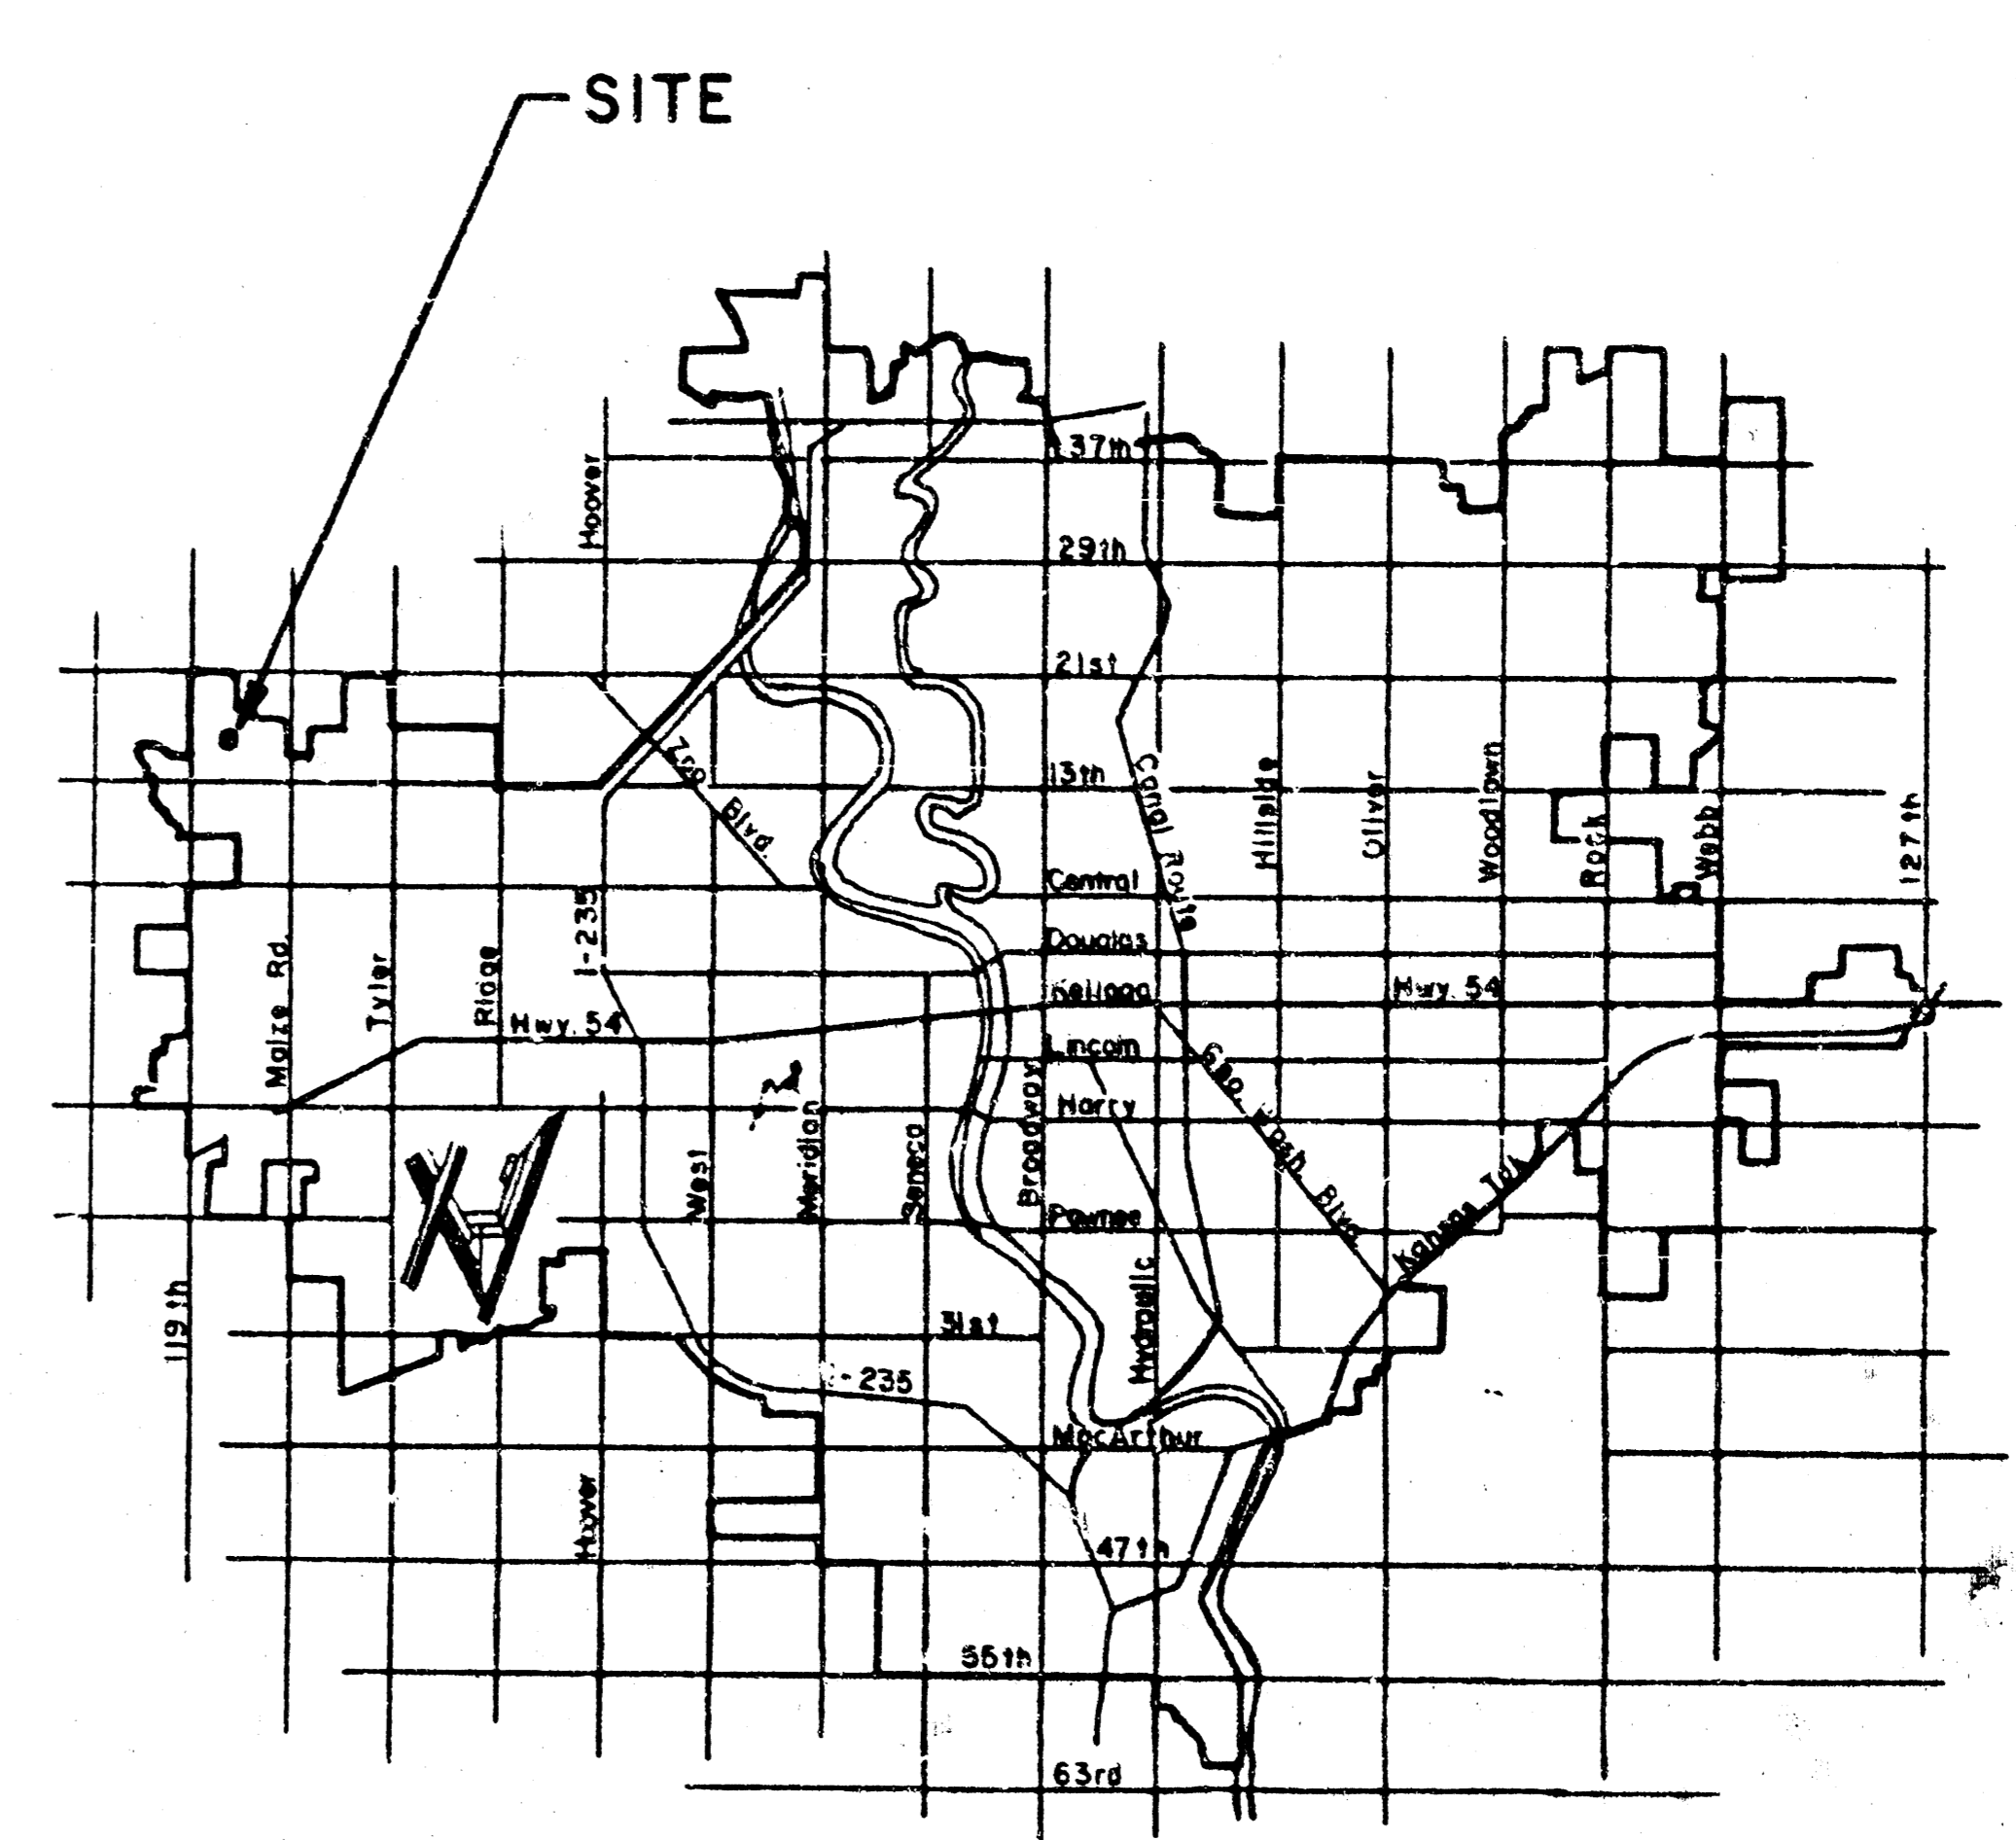 SITE
37th
Hoover
29th
21st
Zoo
Blvd.
13th
Canal Route
Hillside
Oliver
Woodlawn
Rock
Webb
127th
Central
I-235
Maize Rd.
Tyler
Ridge
Douglas
Kellogg
Hwy. 54
Hwy. 54
Lincoln
Geo. Wash Blvd.
Harry
Broadway
West
Meridian
Seneca
Pawnee
Kansas Tpk
Hydraulic
119th
31st
I-235
MacArthur
Hoover
47th
55th
63rd